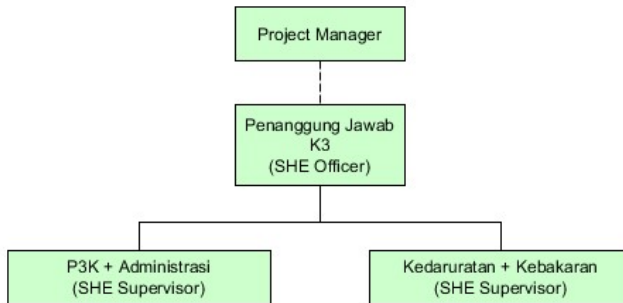 Project Manager
Penanggung Jawab
K3
(SHE Officer)
P3K + Administrasi
(SHE Supervisor)
Kedaruratan + Kebakaran
(SHE Supervisor)